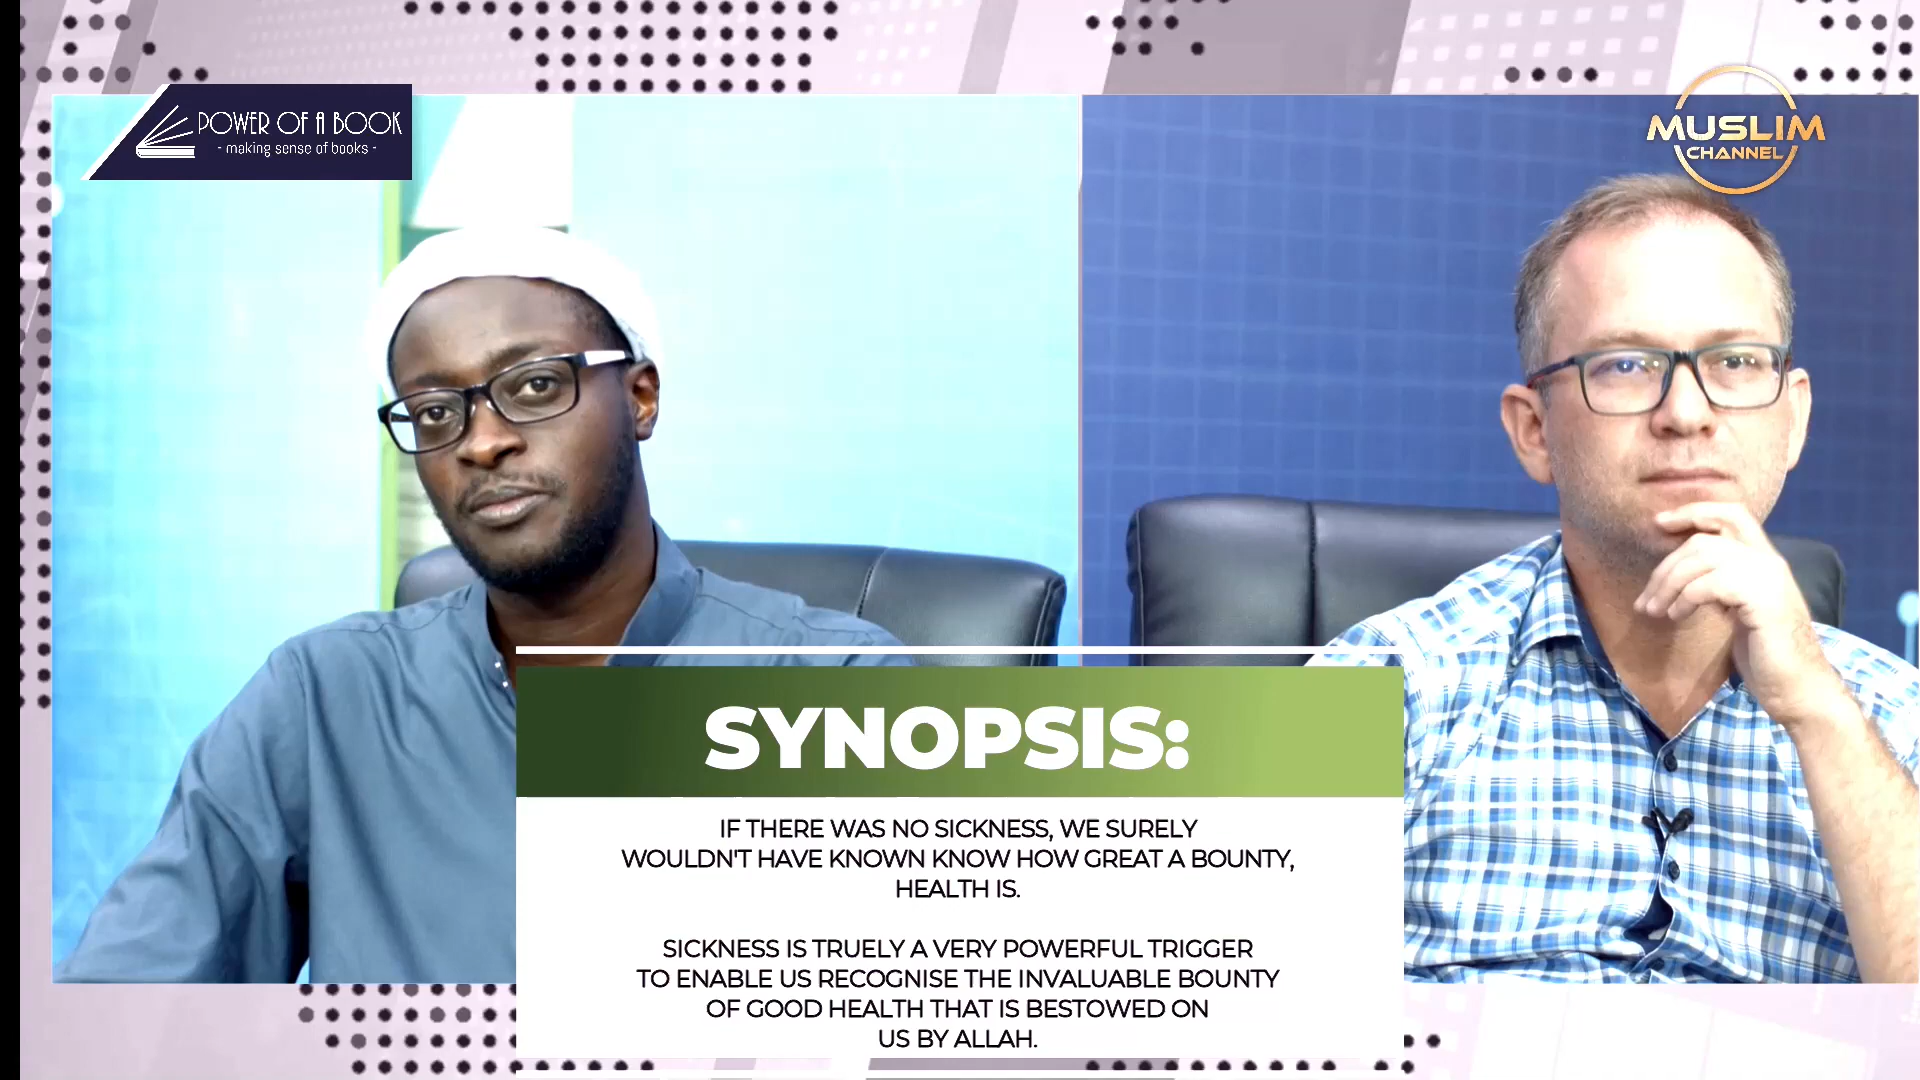 POWER OF A BOOK
- making sense of books -
MUSLIM
CHANNEL
SYNOPSIS:
IF THERE WAS NO SICKNESS, WE SURELY
WOULDN'T HAVE KNOWN KNOW HOW GREAT A BOUNTY,
HEALTH IS.
SICKNESS IS TRUELY A VERY POWERFUL TRIGGER
TO ENABLE US RECOGNISE THE INVALUABLE BOUNTY
OF GOOD HEALTH THAT IS BESTOWED ON
US BY ALLAH.